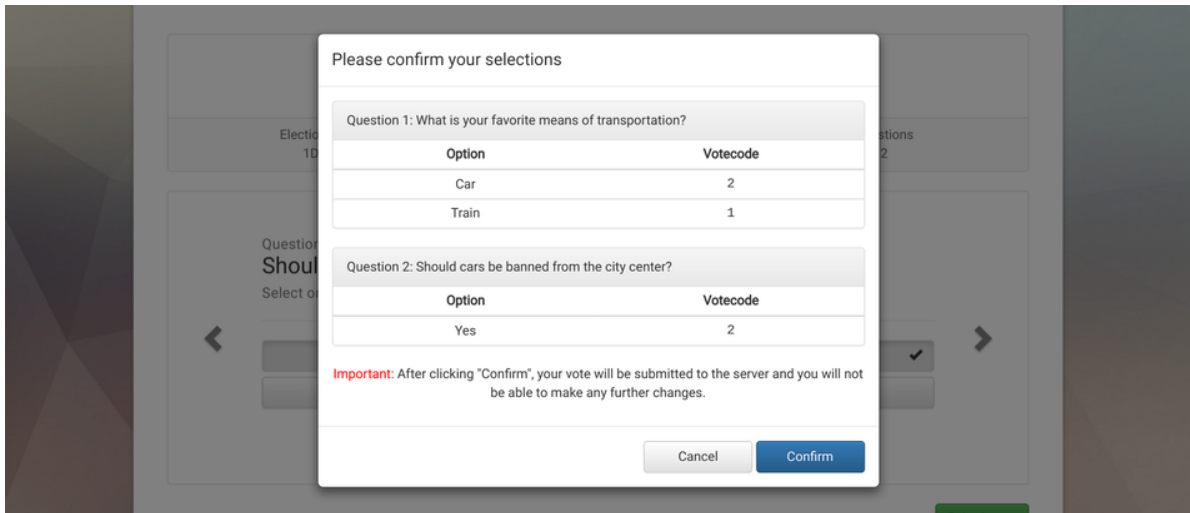 Please confirm your selections
Question 1: What is your favorite means of transportation?
Option Votecode
Car 2
Train 1
Question 2: Should cars be banned from the city center?
Option Votecode
Yes 2
Important: After clicking "Confirm", your vote will be submitted to the server and you will not
be able to make any further changes.
Cancel Confirm